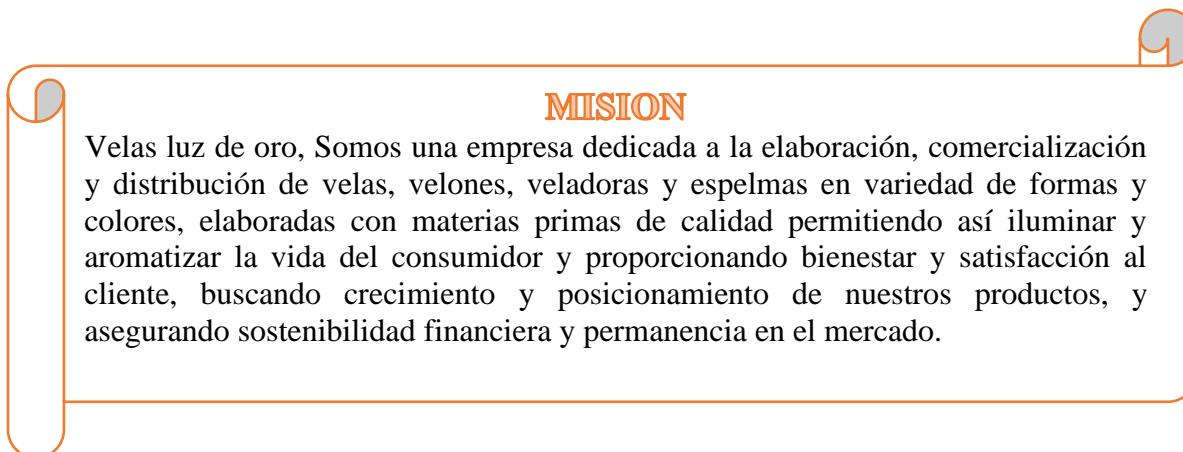 MISION
Velas luz de oro, Somos una empresa dedicada a la elaboración, comercialización
y distribución de velas, velones, veladoras y espelmas en variedad de formas y
colores, elaboradas con materias primas de calidad permitiendo así iluminar y
aromatizar la vida del consumidor y proporcionando bienestar y satisfacción al
cliente, buscando crecimiento y posicionamiento de nuestros productos, y
asegurando sostenibilidad financiera y permanencia en el mercado.